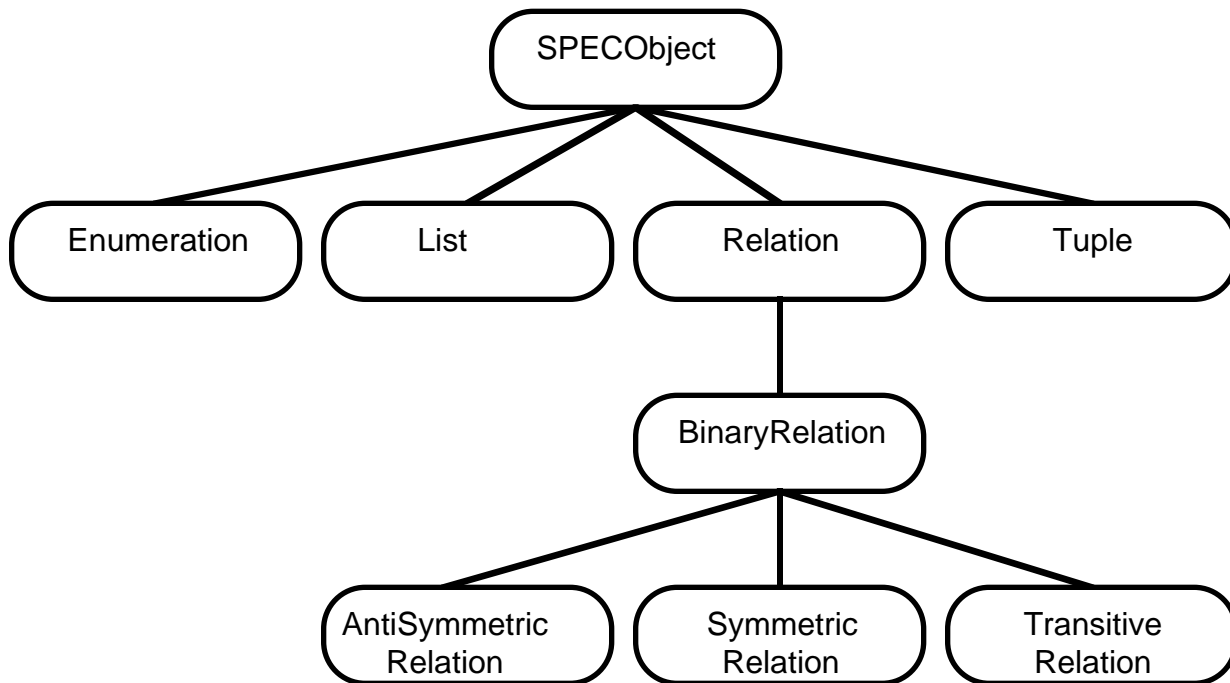 SPECObject
Enumeration
List
Relation
Tuple
BinaryRelation
AntiSymmetric
Relation
Symmetric
Relation
Transitive
Relation